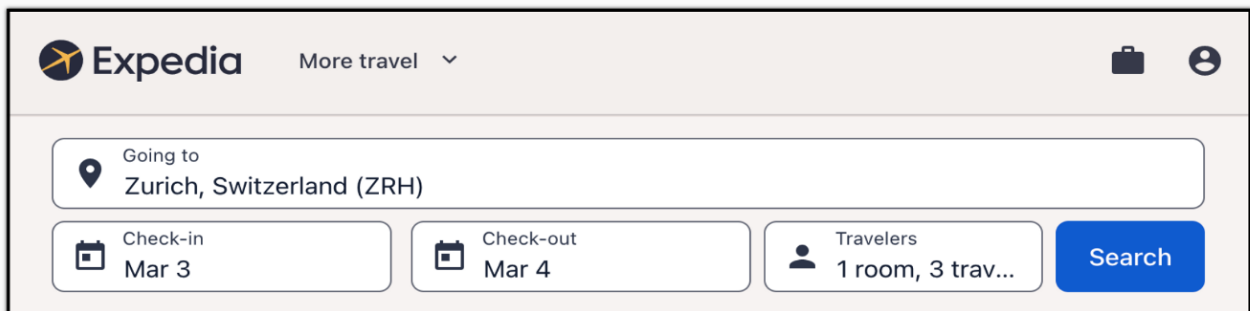 Expedia
More travel
Going to
Zurich, Switzerland (ZRH)
Check-in
Mar 3
Check-out
Mar 4
Travelers
1 room, 3 trav...
Search